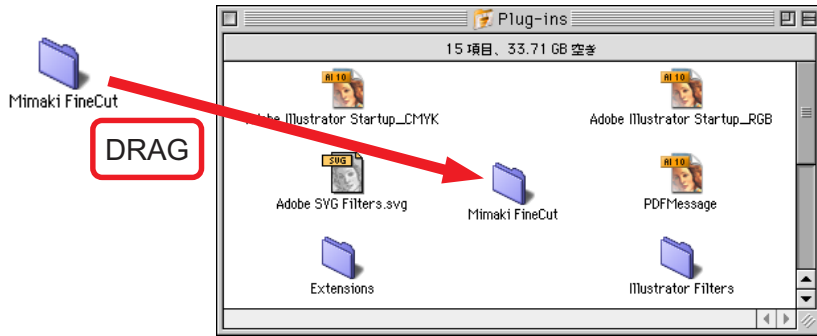 Plug-ins
15 項目、33.71 GB 空き
Mimaki FineCut
DRAG
AI 10
AI 10
Adobe Illustrator Startup_CMYK
Adobe Illustrator Startup_RGB
SVG
AI 10
Adobe SVG Filters.svg
Mimaki FineCut
PDFMessage
Extensions
Illustrator Filters